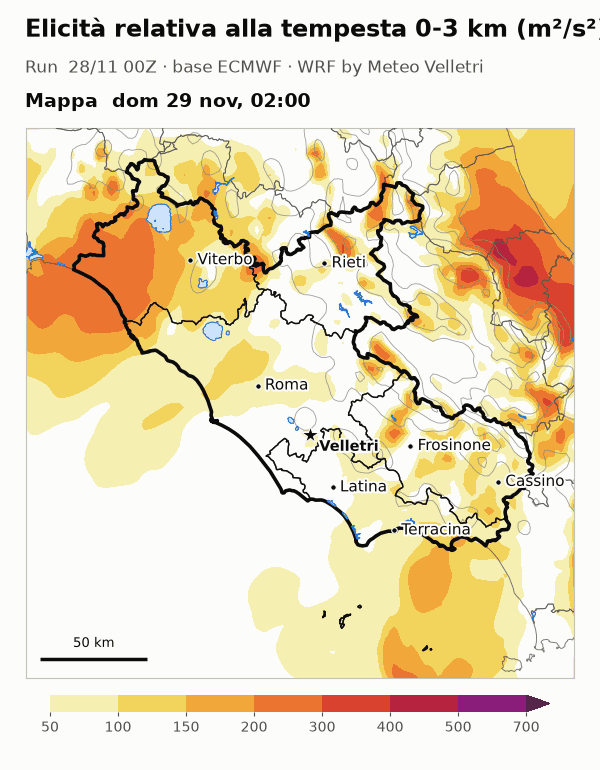 Elicità relativa alla tempesta 0-3 km (m²/s²)
Run 28/11 00Z · base ECMWF · WRF by Meteo Velletri
Mappa dom 29 nov, 02:00
Viterbo
Rieti
Roma
Velletri
Frosinone
Cassino
Latina
Terracina
50 km
50 100 150 200 300 400 500 700